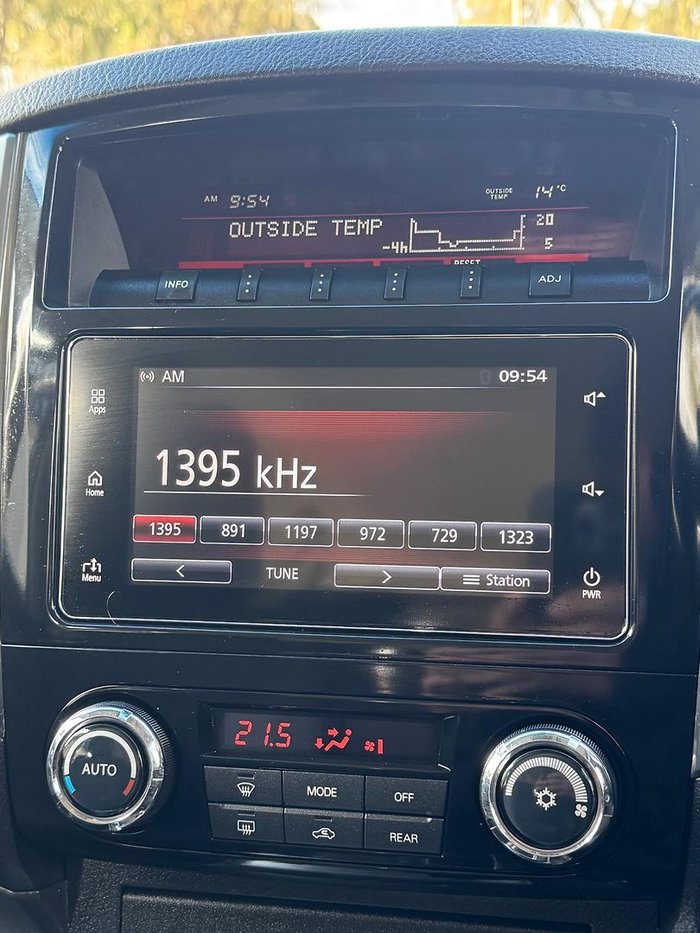 AM 9:54 OUTSIDE TEMP 14°C
OUTSIDE TEMP -4h 20 5
RESET
INFO ADJ
AM 09:54
Apps
1395 kHz
Home
1395 891 1197 972 729 1323
Menu < TUNE > Station PWR
21.5
AUTO
MODE OFF
REAR